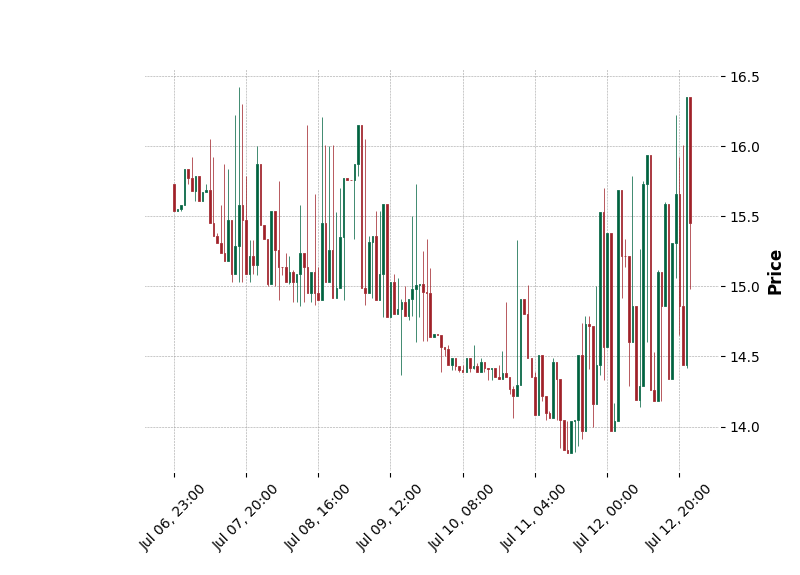 16.5
16.0
15.5
15.0
14.5
14.0
Price
Jul 06, 23:00
Jul 07, 20:00
Jul 08, 16:00
Jul 09, 12:00
Jul 10, 08:00
Jul 11, 04:00
Jul 12, 00:00
Jul 12, 20:00